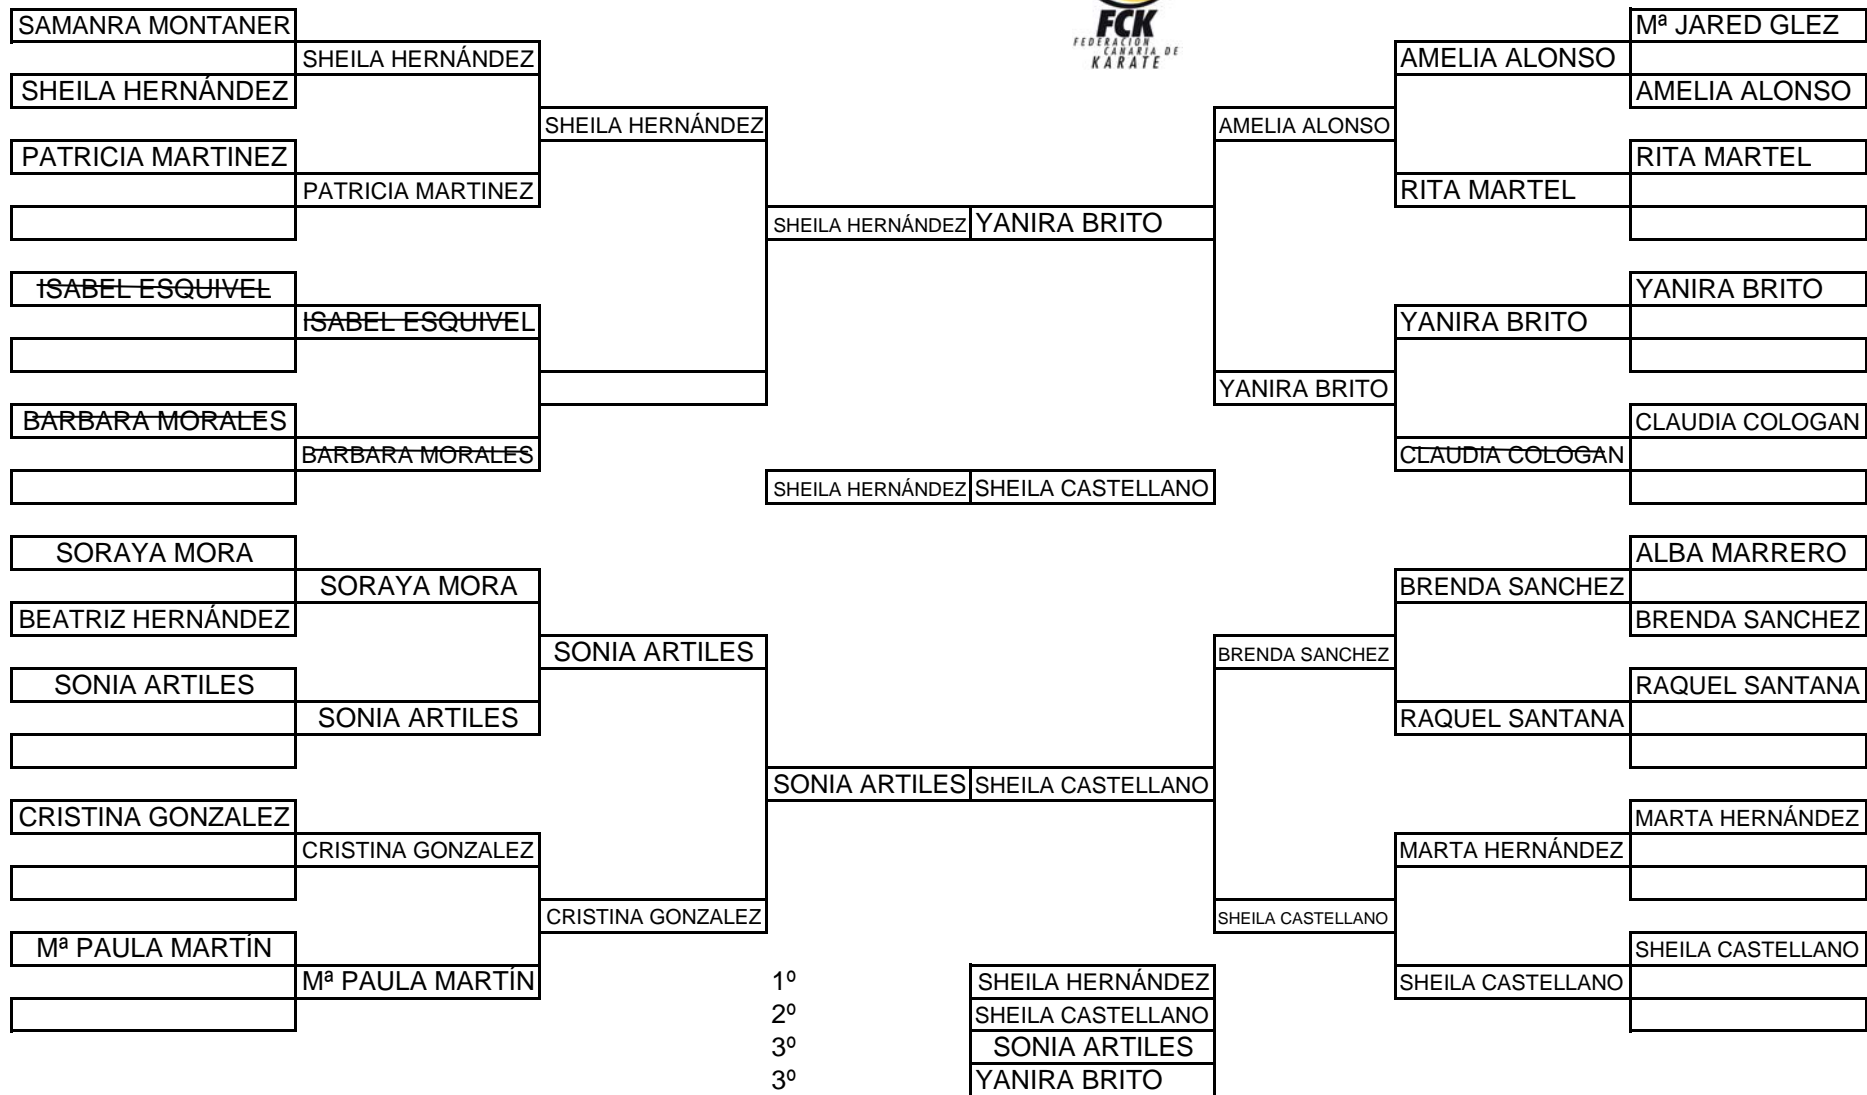 FCK
FEDERACIÓN
CANARIA DE
KARATE
SAMANRA MONTANER
SHEILA HERNÁNDEZ
SHEILA HERNÁNDEZ
SHEILA HERNÁNDEZ
PATRICIA MARTINEZ
PATRICIA MARTINEZ
ISABEL ESQUIVEL
ISABEL ESQUIVEL
BARBARA MORALES
BARBARA MORALES
SORAYA MORA
SORAYA MORA
BEATRIZ HERNÁNDEZ
SONIA ARTILES
SONIA ARTILES
SONIA ARTILES
CRISTINA GONZALEZ
CRISTINA GONZALEZ
CRISTINA GONZALEZ
Mª PAULA MARTÍN
Mª PAULA MARTÍN
SHEILA HERNÁNDEZ YANIRA BRITO
SHEILA HERNÁNDEZ SHEILA CASTELLANO
SONIA ARTILES SHEILA CASTELLANO
1º SHEILA HERNÁNDEZ
2º SHEILA CASTELLANO
3º SONIA ARTILES
3º YANIRA BRITO
Mª JARED GLEZ
AMELIA ALONSO
AMELIA ALONSO
AMELIA ALONSO
RITA MARTEL
RITA MARTEL
YANIRA BRITO
YANIRA BRITO
YANIRA BRITO
CLAUDIA COLOGAN
CLAUDIA COLOGAN
ALBA MARRERO
BRENDA SANCHEZ
BRENDA SANCHEZ
BRENDA SANCHEZ
RAQUEL SANTANA
RAQUEL SANTANA
MARTA HERNÁNDEZ
MARTA HERNÁNDEZ
SHEILA CASTELLANO
SHEILA CASTELLANO
SHEILA CASTELLANO